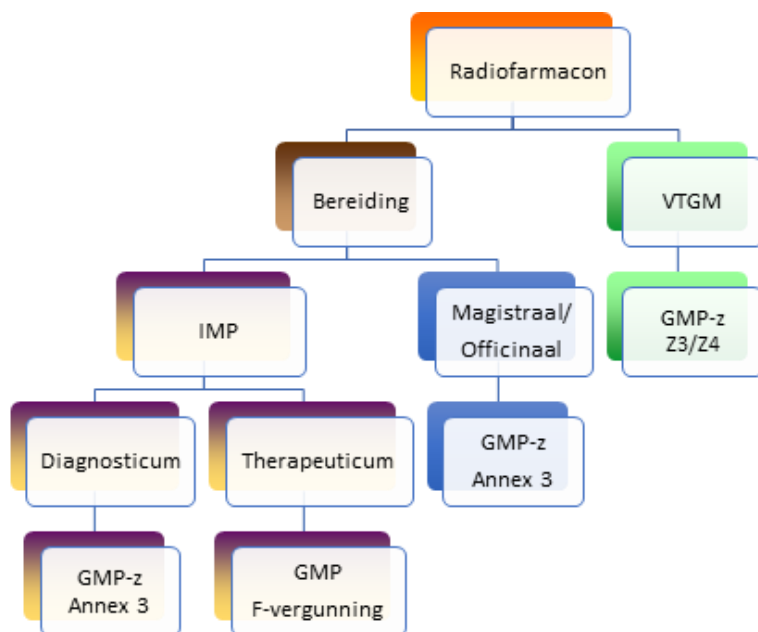 Radiofarmacon
Bereiding
VTGM
IMP
Magistraal/
Officinaal
GMP-z
Z3/Z4
Diagnosticum
Therapeuticum
GMP-z
Annex 3
GMP-z
Annex 3
GMP
F-vergunning